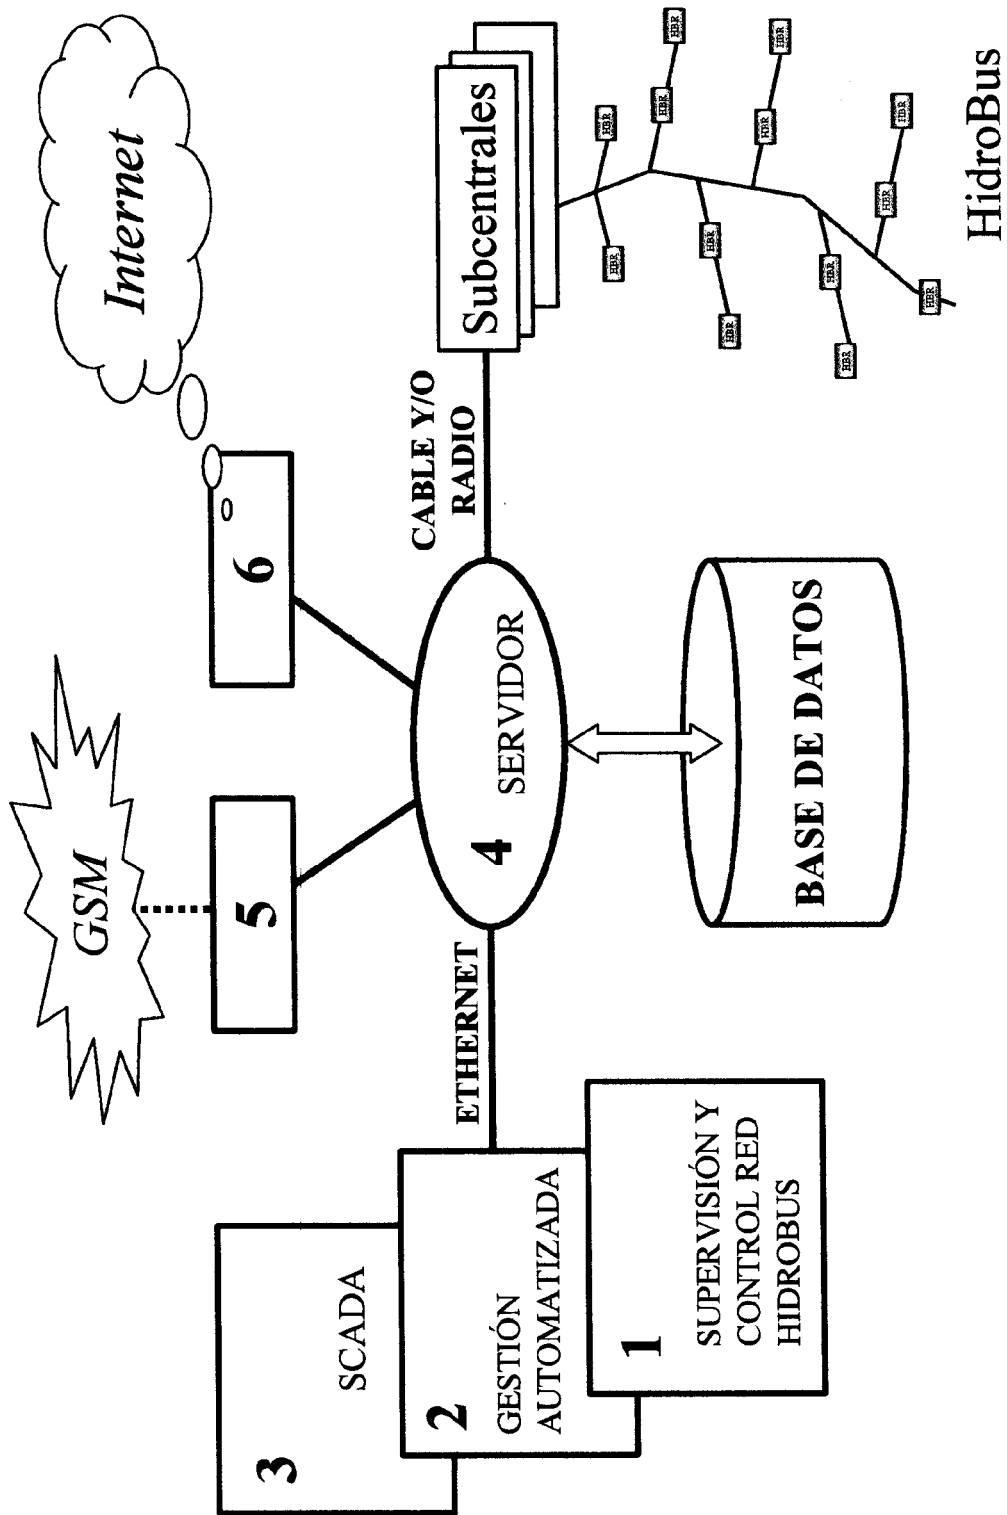 GSM
Internet
3
SCADA
5
6
2
GESTIÓN
AUTOMATIZADA
ETHERNET
4
SERVIDOR
CABLE Y/O
RADIO
Subcentrales
1
SUPERVISIÓN Y
CONTROL RED
HIDROBUS
BASE DE DATOS
HBR
HBR
HBR
HBR
HBR
HBR
HBR
HBR
HBR
HBR
HBR
HBR
HBR
HidroBus